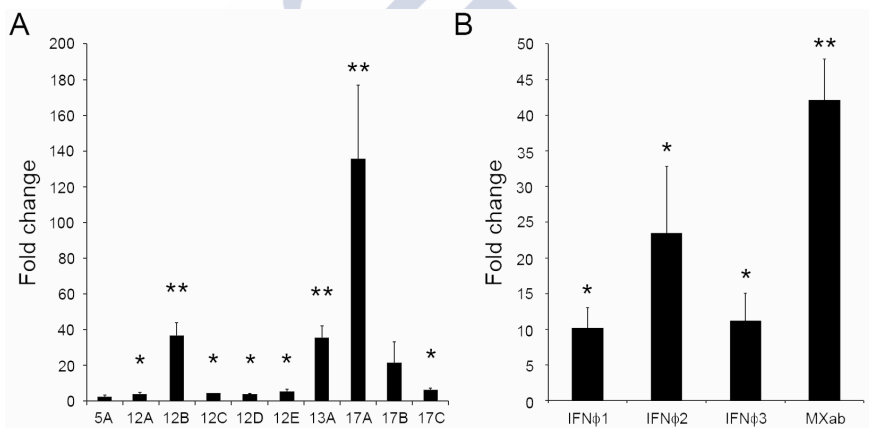 A
Fold change
200
180
160
140
120
100
80
60
40
20
0
* ** * * * ** ** *
5A 12A 12B 12C 12D 12E 13A 17A 17B 17C
B
Fold change
50
45
40
35
30
25
20
15
10
5
0
* * * **
IFNϕ1 IFNϕ2 IFNϕ3 MXab